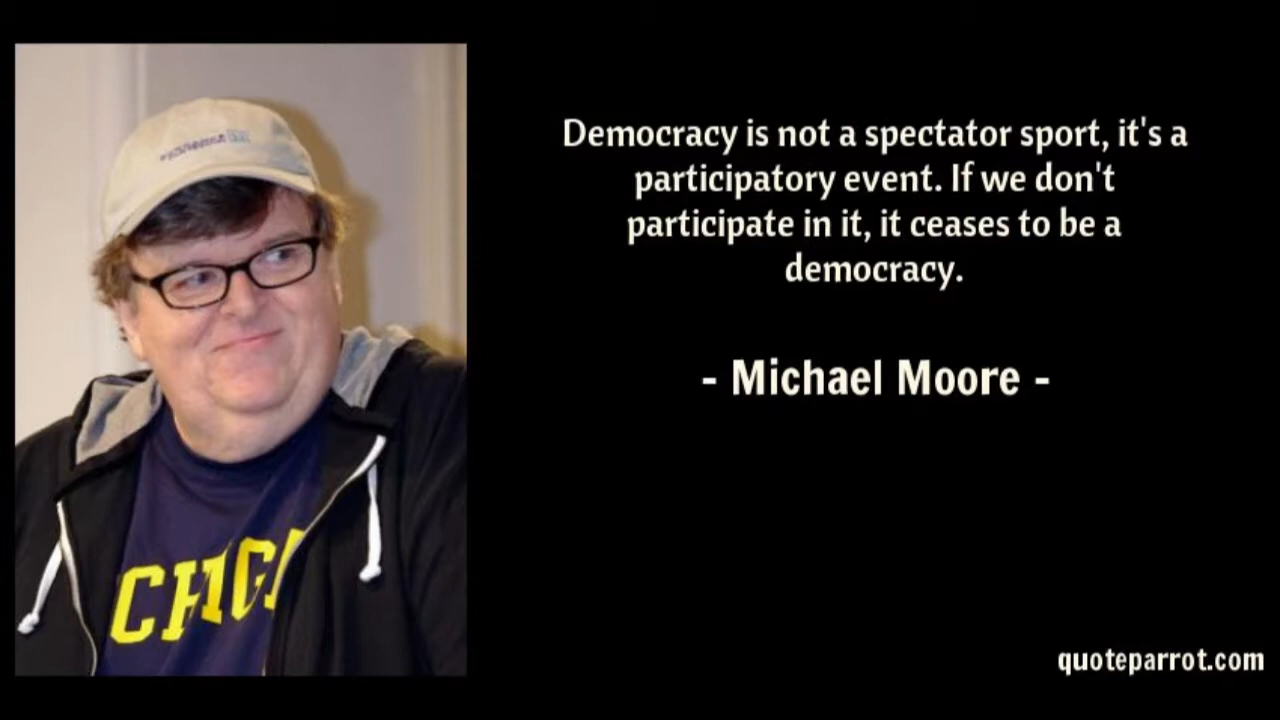 Democracy is not a spectator sport, it's a
participatory event. If we don't
participate in it, it ceases to be a
democracy.
- Michael Moore -
CHIGA
quoteparrot.com